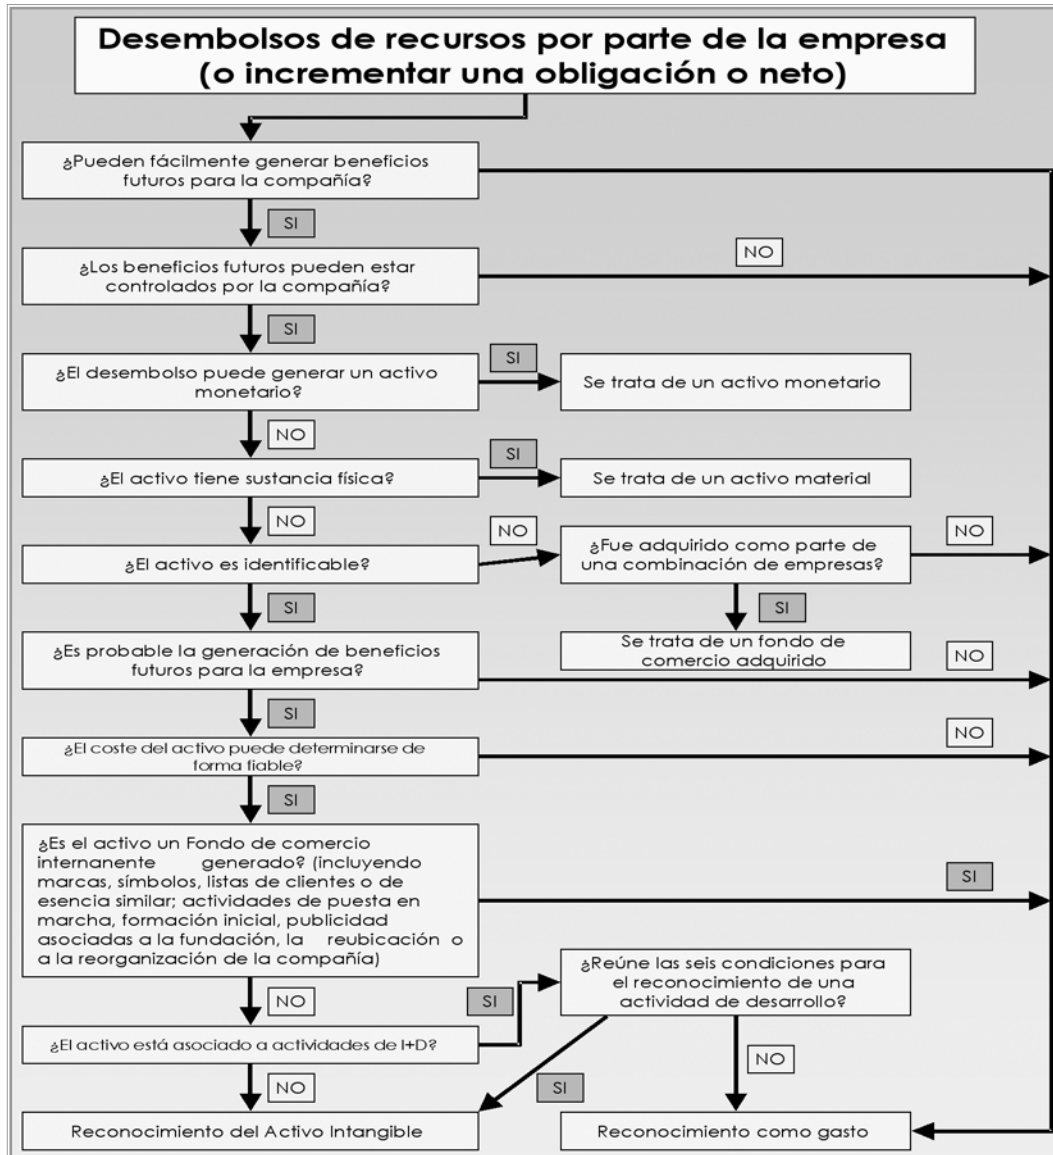 Desembolsos de recursos por parte de la empresa
(o incrementar una obligación o neto)
¿Pueden fácilmente generar beneficios
futuros para la compañía?
SI
NO
¿Los beneficios futuros pueden estar
controlados por la compañía?
SI
¿El desembolso puede generar un activo
monetario?
SI
Se trata de un activo monetario
NO
¿El activo tiene sustancia física?
SI
Se trata de un activo material
NO
NO
NO
¿El activo es identificable?
¿Fue adquirido como parte de
una combinación de empresas?
SI
SI
¿Es probable la generación de beneficios
futuros para la empresa?
Se trata de un fondo de
comercio adquirido
NO
SI
NO
¿El coste del activo puede determinarse de
forma fiable?
SI
¿Es el activo un Fondo de comercio
internanente generado? (incluyendo
marcas, símbolos, listas de clientes o de
esencia similar; actividades de puesta en
marcha, formación inicial, publicidad
asociadas a la fundación, la reubicación o
a la reorganización de la compañía)
SI
NO
SI
¿Reúne las seis condiciones para
el reconocimiento de una
actividad de desarrollo?
¿El activo está asociado a actividades de I+D?
NO
SI
NO
Reconocimiento del Activo Intangible
Reconocimiento como gasto